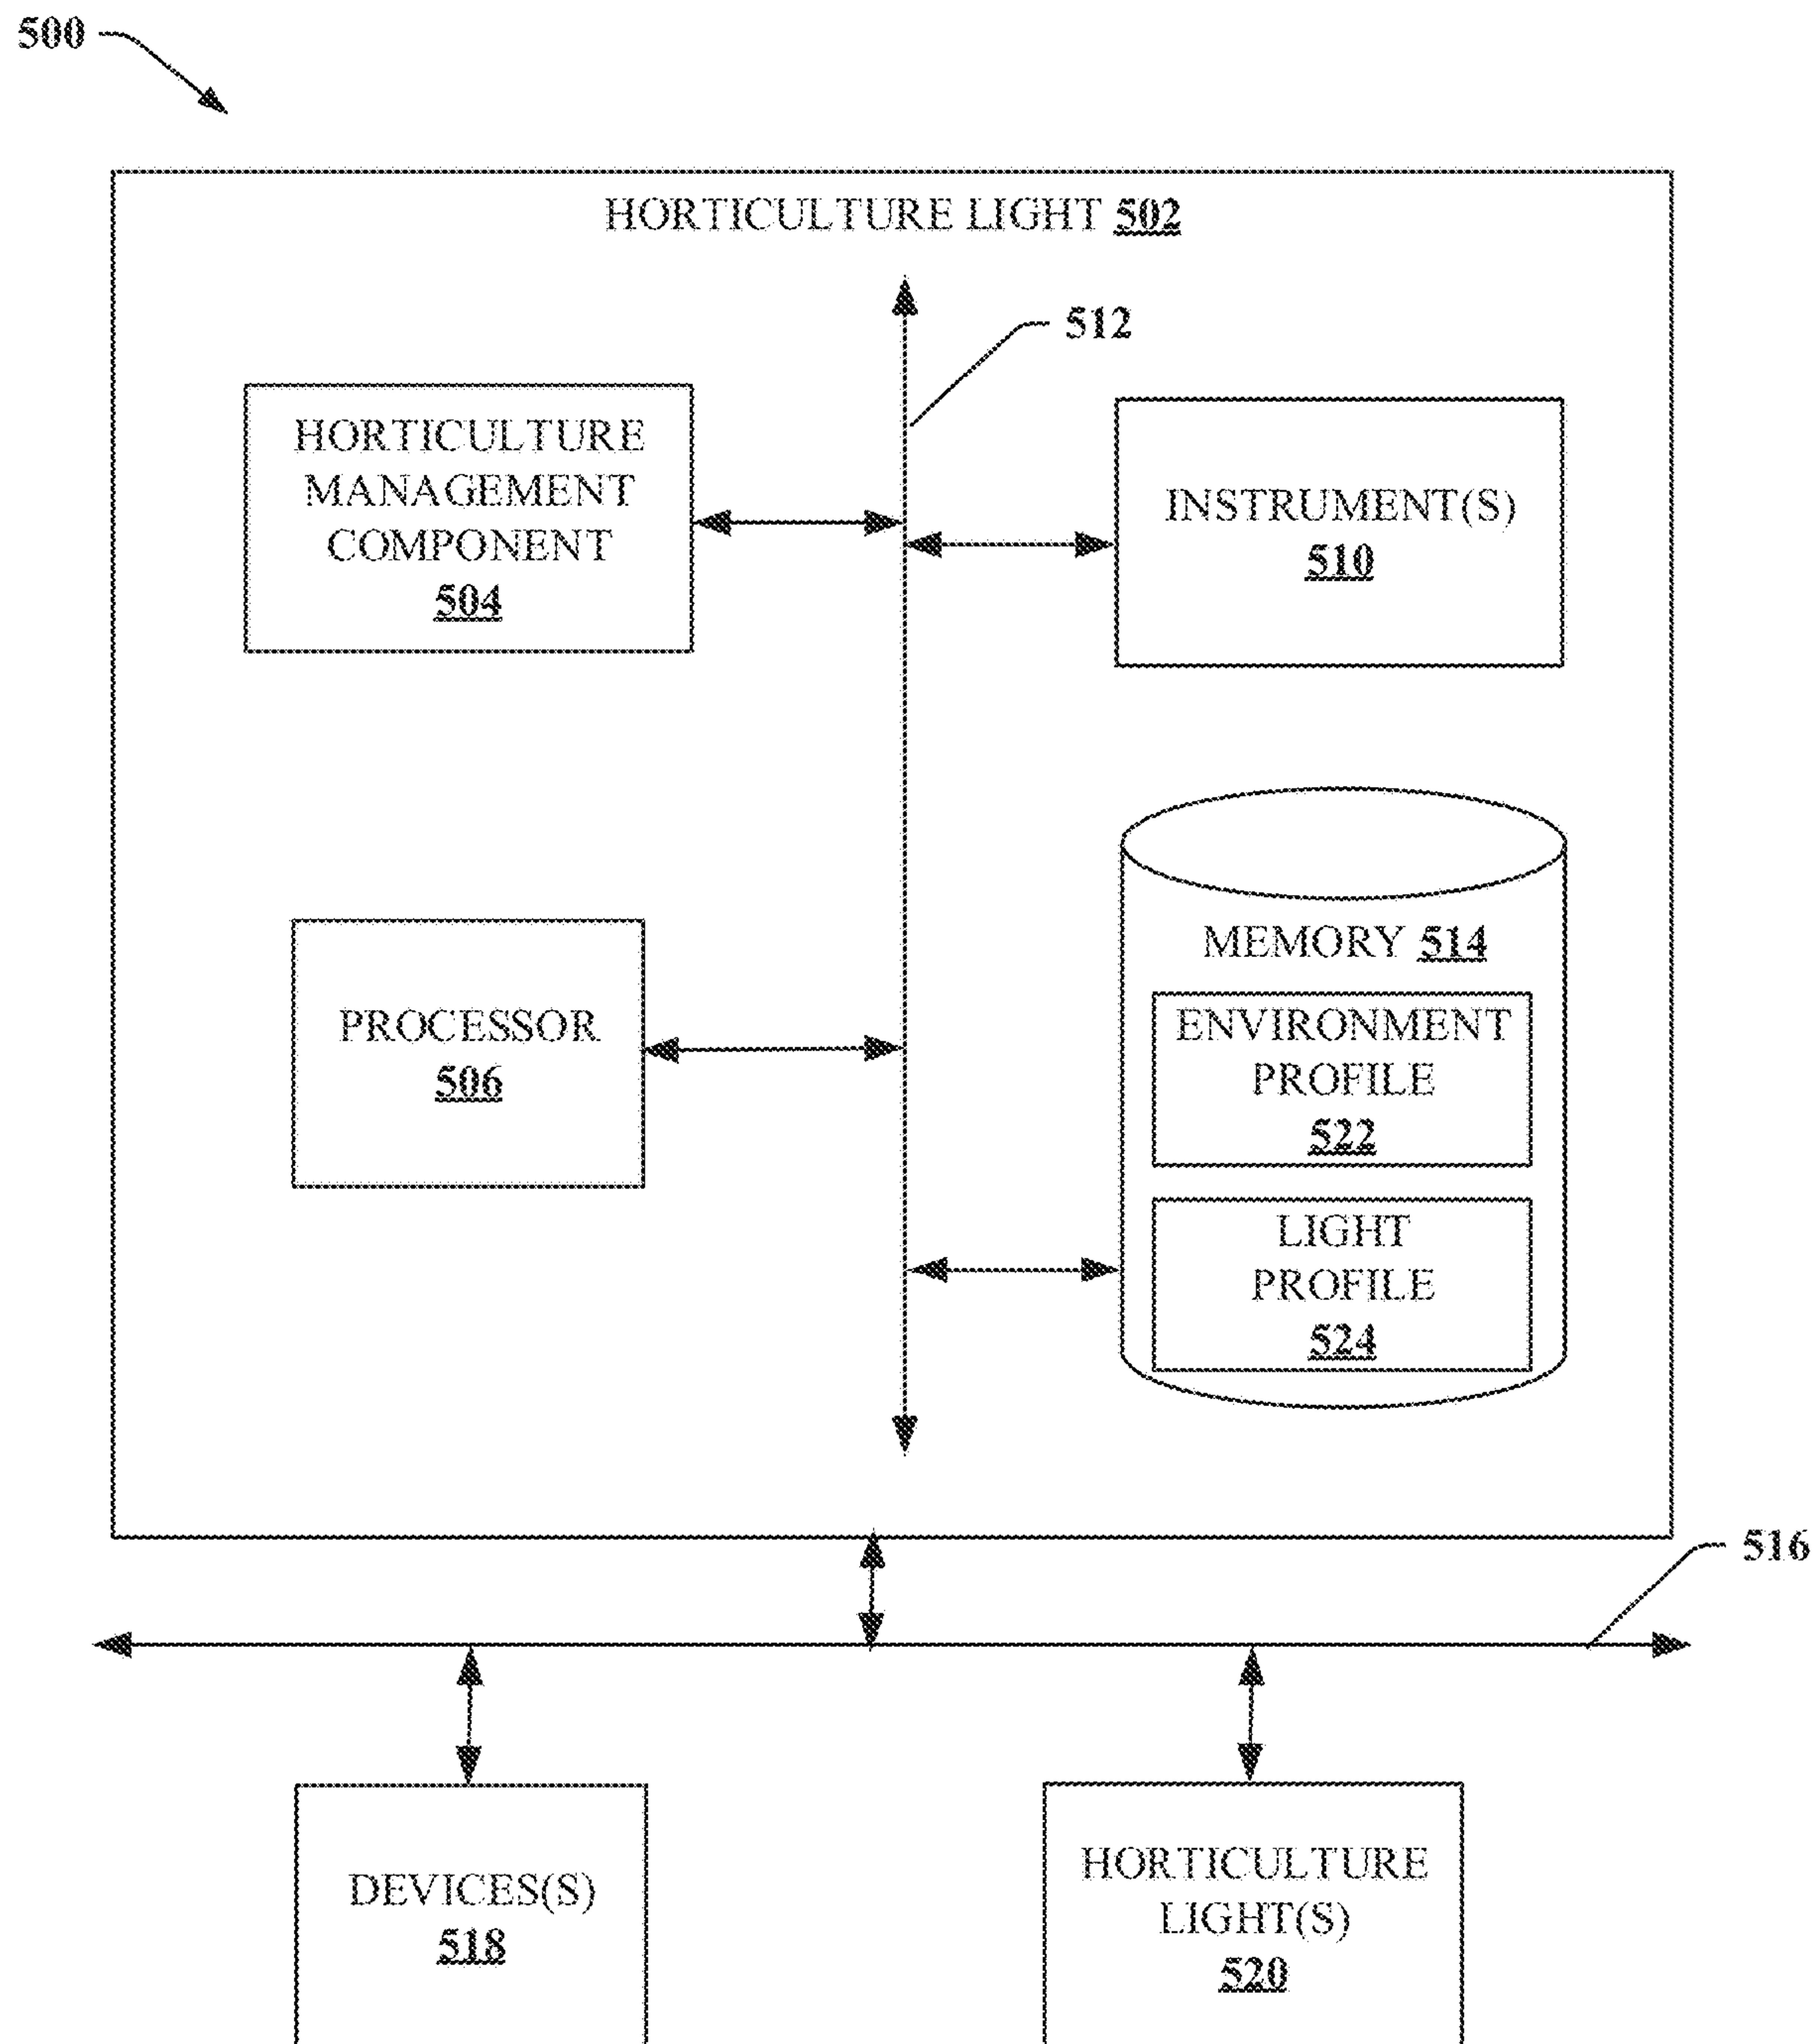 500
HORTICULTURE LIGHT 502
512
HORTICULTURE
MANAGEMENT
COMPONENT
504
INSTRUMENT(S)
510
PROCESSOR
506
MEMORY 514
ENVIRONMENT
PROFILE
522
LIGHT
PROFILE
524
516
DEVICES(S)
518
HORTICULTURE
LIGHT(S)
520